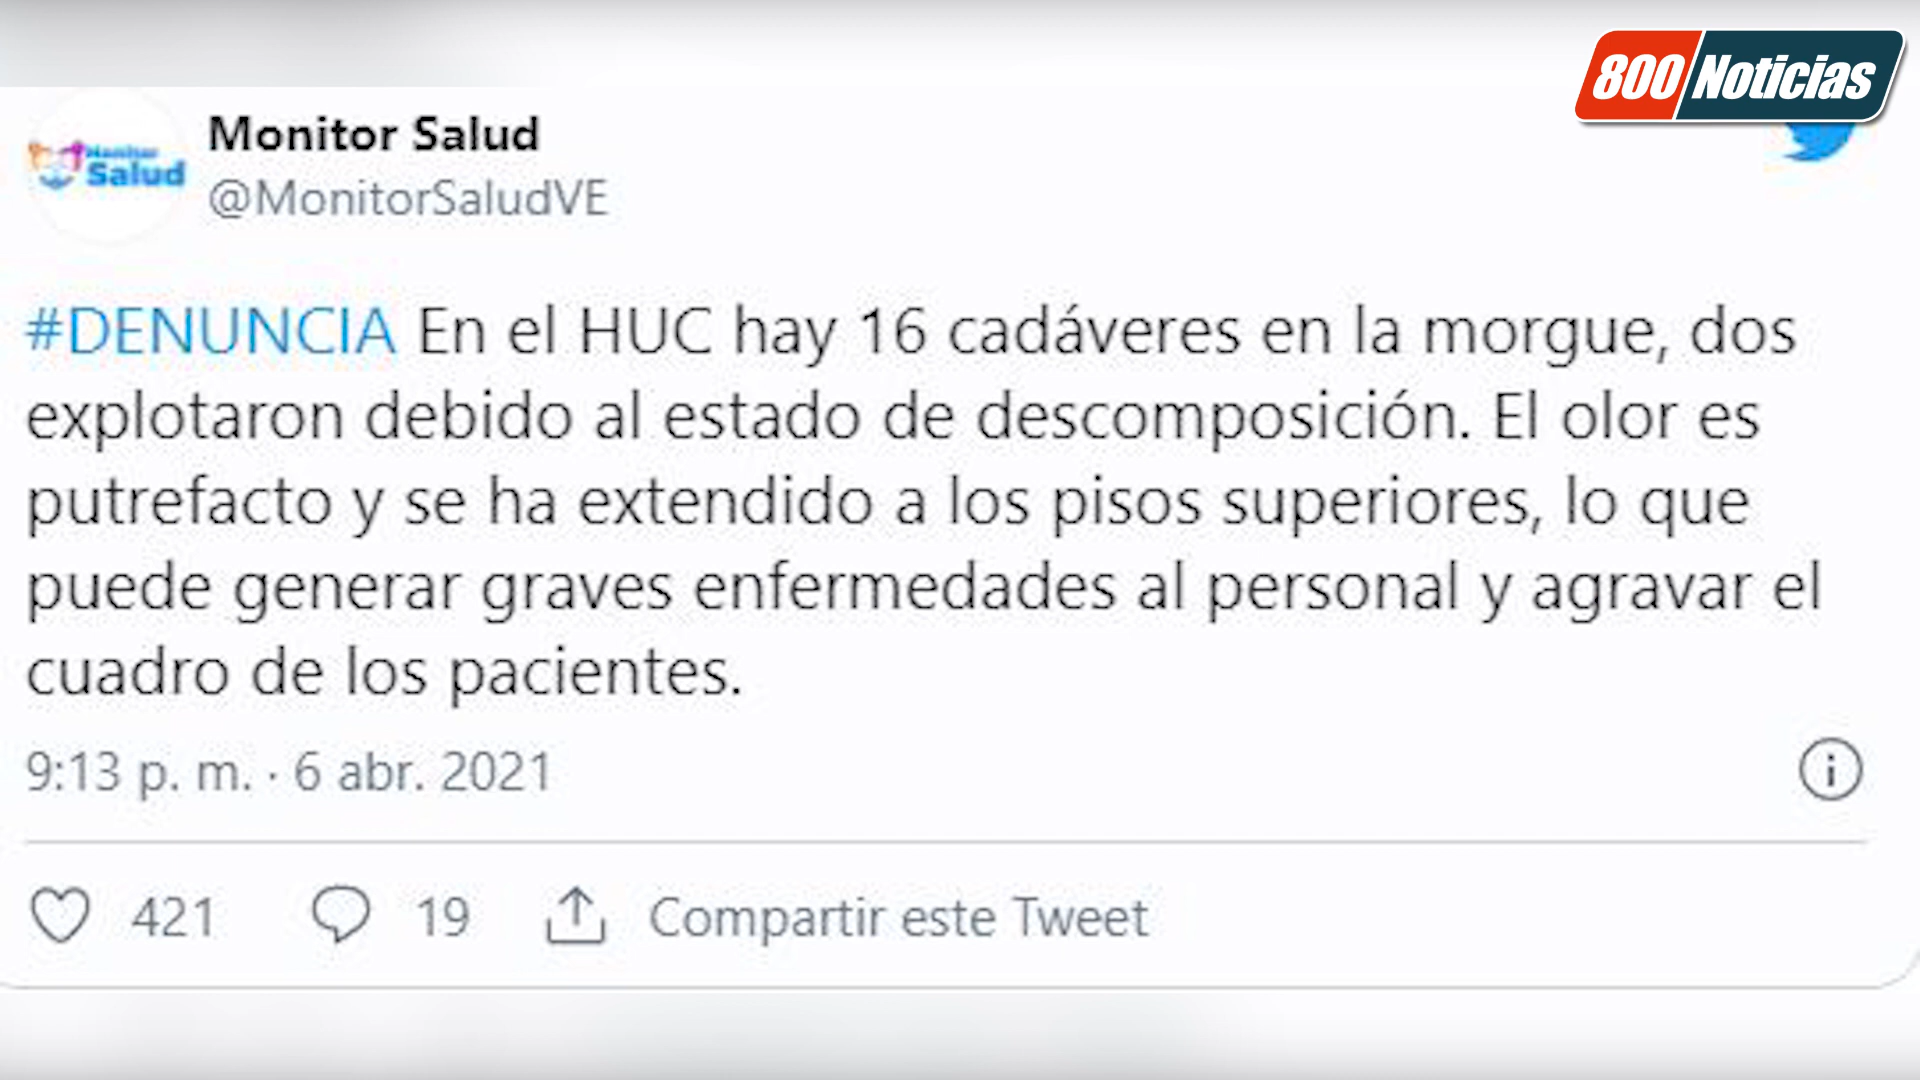 800 Noticias
Monitor Salud
Monitor
Salud
@MonitorSaludVE
#DENUNCIA En el HUC hay 16 cadáveres en la morgue, dos
explotaron debido al estado de descomposición. El olor es
putrefacto y se ha extendido a los pisos superiores, lo que
puede generar graves enfermedades al personal y agravar el
cuadro de los pacientes.
9:13 p. m. · 6 abr. 2021
421 19 Compartir este Tweet